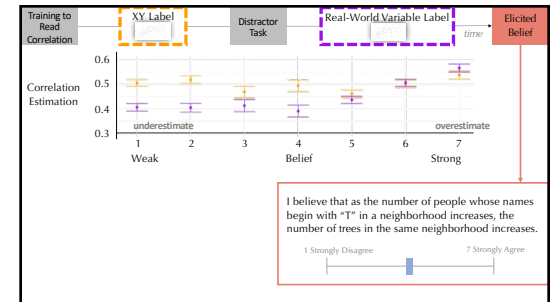 Training to
Read
Correlation
XY Label
Distractor
Task
Real-World Variable Label
time
Elicited
Belief
Correlation
Estimation
0.6
0.5
0.4
0.3
underestimate
overestimate
1 2 3 4 5 6 7
Weak Belief Strong
I believe that as the number of people whose names
begin with “T” in a neighborhood increases, the
number of trees in the same neighborhood increases.
1 Strongly Disagree 7 Strongly Agree